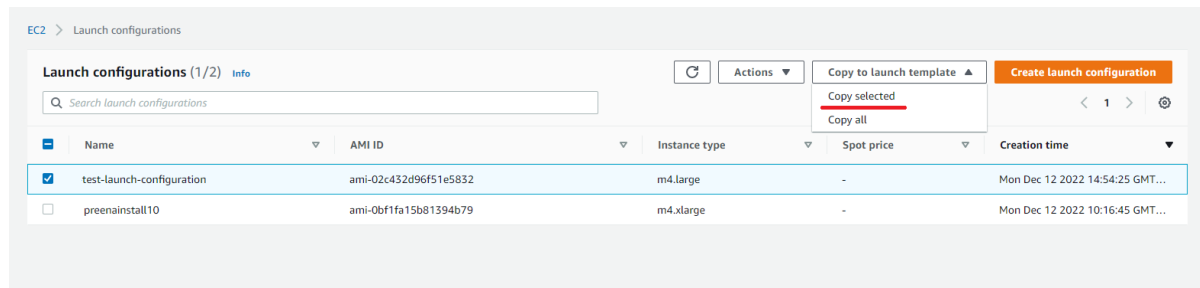 EC2 > Launch configurations
Launch configurations (1/2) Info
Actions Copy to launch template Create launch configuration
Search launch configurations
Copy selected
Copy all
< 1 >
Name AMI ID Instance type Spot price Creation time
test-launch-configuration ami-02c432d96f51e5832 m4.large - Mon Dec 12 2022 14:54:25 GMT...
preenainstall10 ami-0bf1fa15b81394b79 m4.xlarge - Mon Dec 12 2022 10:16:45 GMT...